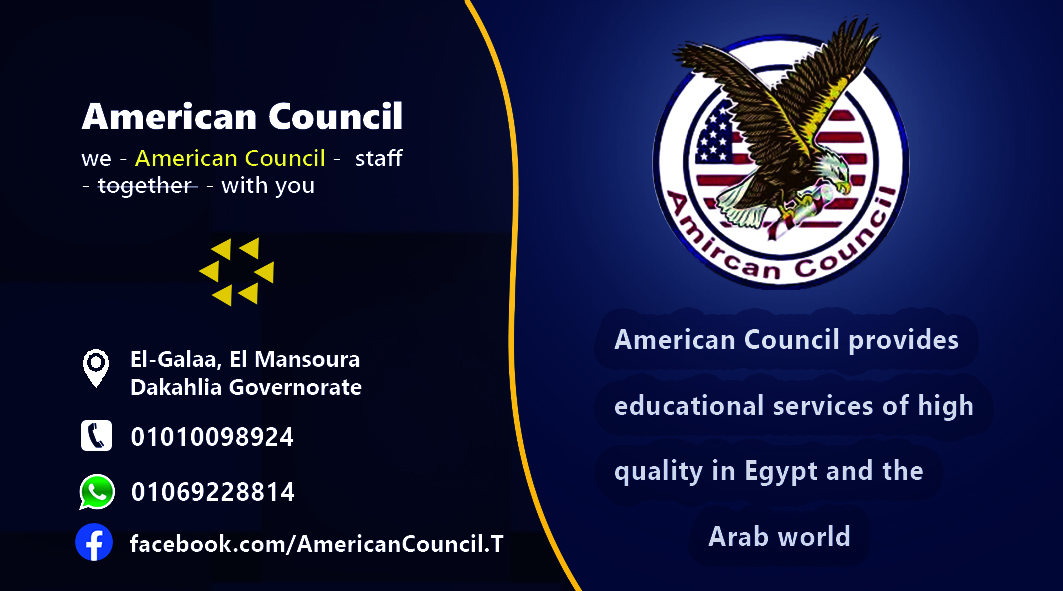 American Council
we - American Council - staff
- together - with you
El-Galaa, El Mansoura
Dakahlia Governorate
01010098924
01069228814
facebook.com/AmericanCouncil.T
Amircan Council
American Council provides
educational services of high
quality in Egypt and the
Arab world